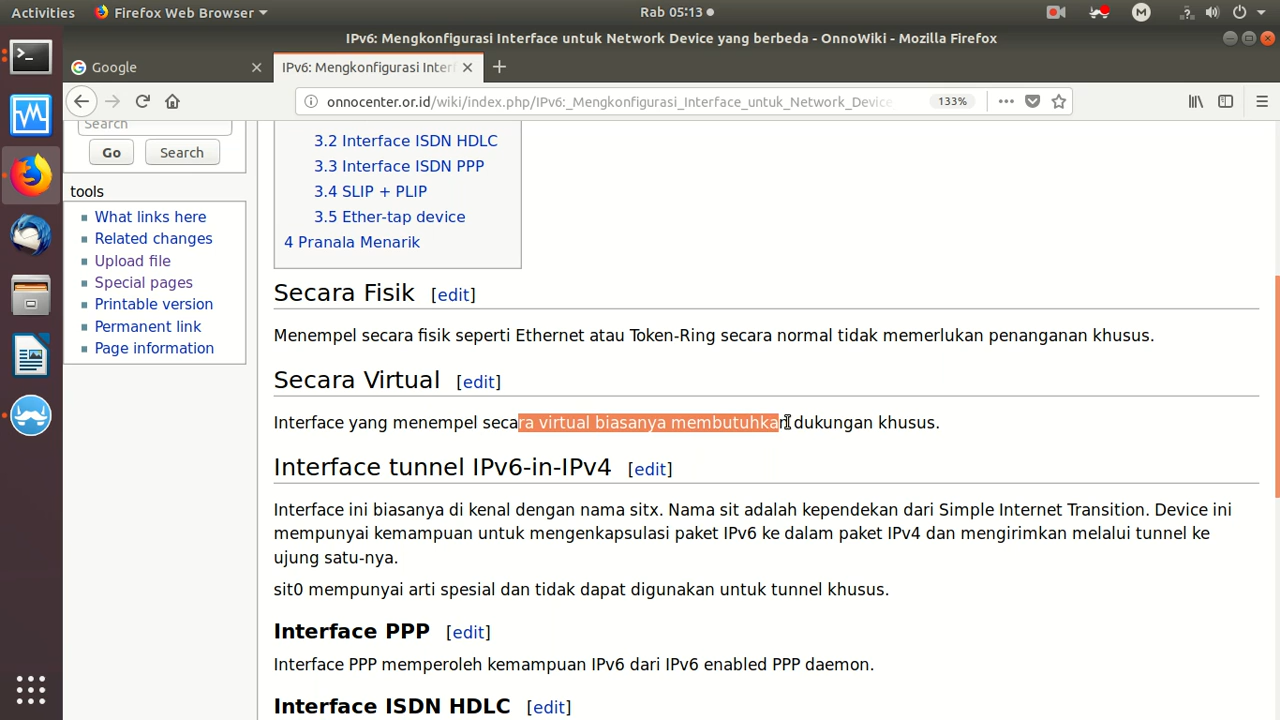 Activities Firefox Web Browser Rab 05:13 M ?
IPv6: Mengkonfigurasi Interface untuk Network Device yang berbeda - OnnoWiki - Mozilla Firefox
Google IPv6: Mengkonfigurasi Interf
onnocenter.or.id/wiki/index.php/IPv6:_Mengkonfigurasi_Interface_untuk_Network_Device 133%
Search
Go Search
tools
What links here
Related changes
Upload file
Special pages
Printable version
Permanent link
Page information
3.2 Interface ISDN HDLC
3.3 Interface ISDN PPP
3.4 SLIP + PLIP
3.5 Ether-tap device
4 Pranala Menarik
Secara Fisik [edit]
Menempel secara fisik seperti Ethernet atau Token-Ring secara normal tidak memerlukan penanganan khusus.
Secara Virtual [edit]
Interface yang menempel secara virtual biasanya membutuhkan dukungan khusus.
Interface tunnel IPv6-in-IPv4 [edit]
Interface ini biasanya di kenal dengan nama sitx. Nama sit adalah kependekan dari Simple Internet Transition. Device ini
mempunyai kemampuan untuk mengenkapsulasi paket IPv6 ke dalam paket IPv4 dan mengirimkan melalui tunnel ke
ujung satu-nya.
sit0 mempunyai arti spesial dan tidak dapat digunakan untuk tunnel khusus.
Interface PPP [edit]
Interface PPP memperoleh kemampuan IPv6 dari IPv6 enabled PPP daemon.
Interface ISDN HDLC [edit]